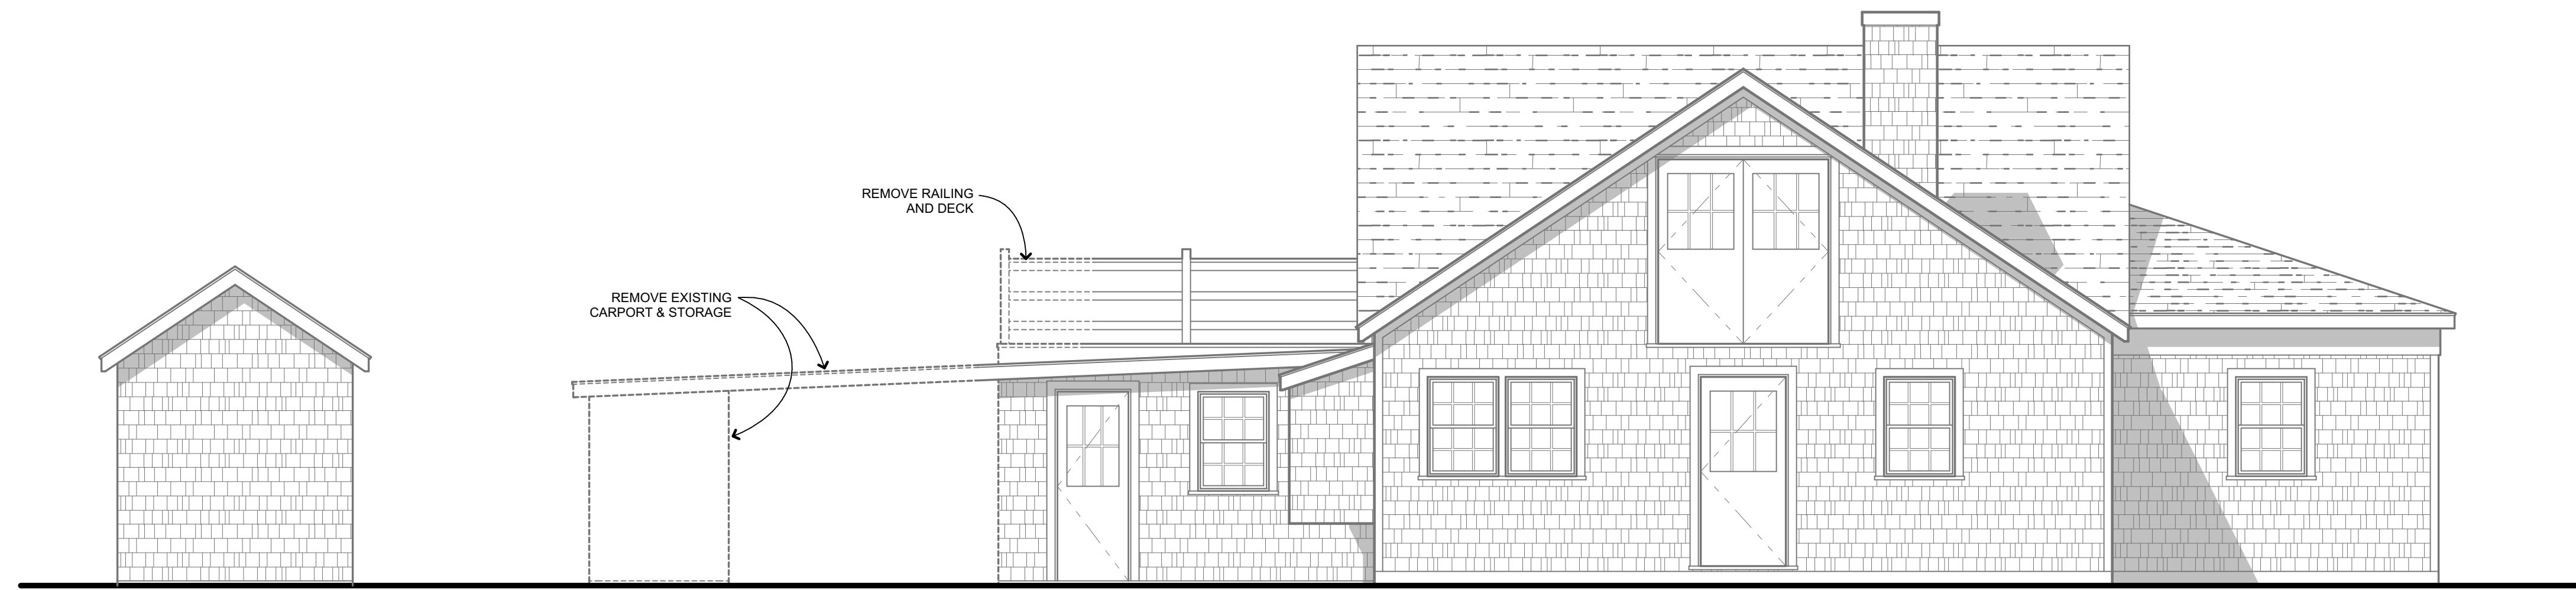 REMOVE RAILING
AND DECK
REMOVE EXISTING
CARPORT & STORAGE